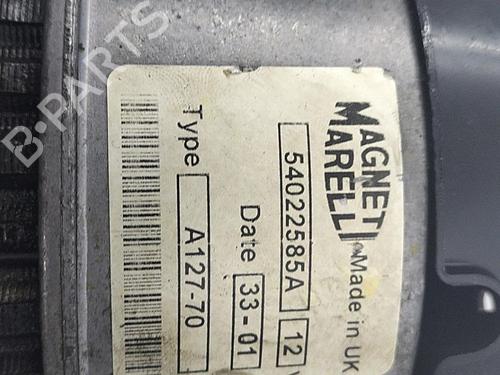 MAGNETI
MARELLI
Made in UK
54022585A 12 V
Date 33-01
Type A127-70
B-PARTS